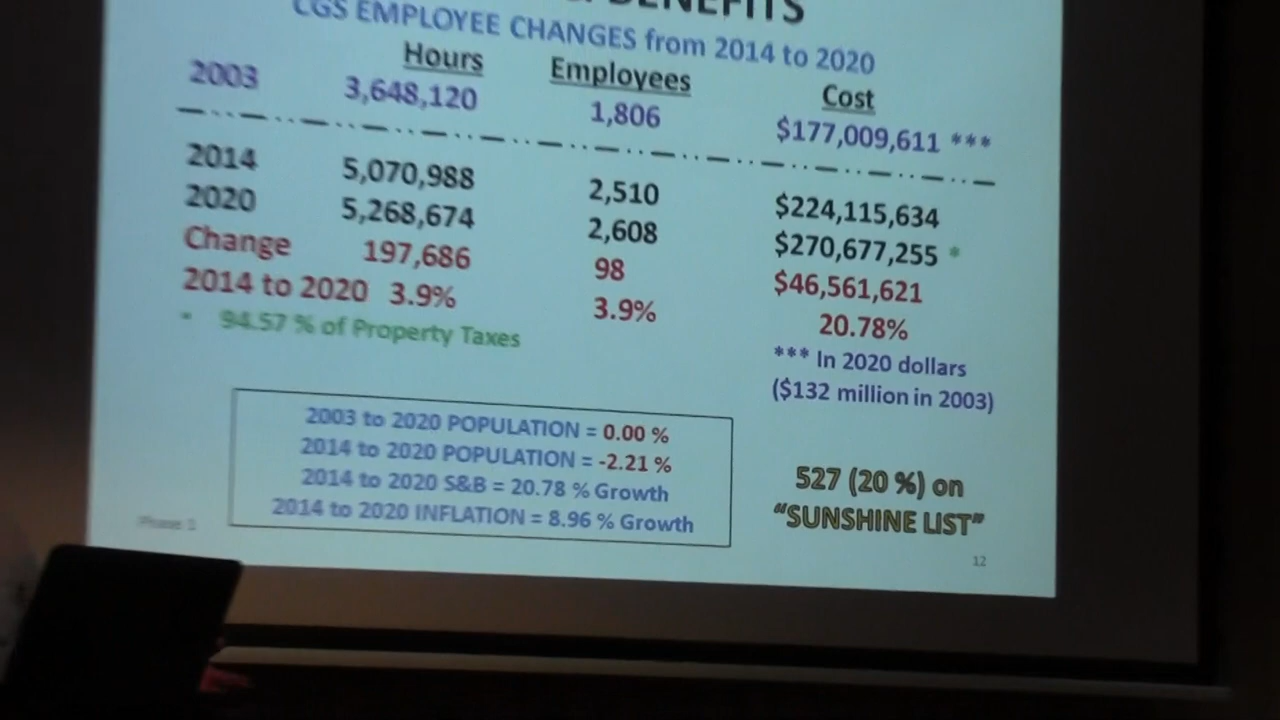 BENEFITS
CGS EMPLOYEE CHANGES from 2014 to 2020
Hours Employees Cost
2003 3,648,120 1,806 $177,009,611 ***
2014 5,070,988 2,510 $224,115,634
2020 5,268,674 2,608 $270,677,255 *
Change 197,686 98 $46,561,621
2014 to 2020 3.9% 3.9% 20.78%
* 94.57 % of Property Taxes
*** In 2020 dollars
($132 million in 2003)
2003 to 2020 POPULATION = 0.00 %
2014 to 2020 POPULATION = -2.21 %
2014 to 2020 S&B = 20.78 % Growth
2014 to 2020 INFLATION = 8.96 % Growth
527 (20 %) on
“SUNSHINE LIST”
Phase 1
12